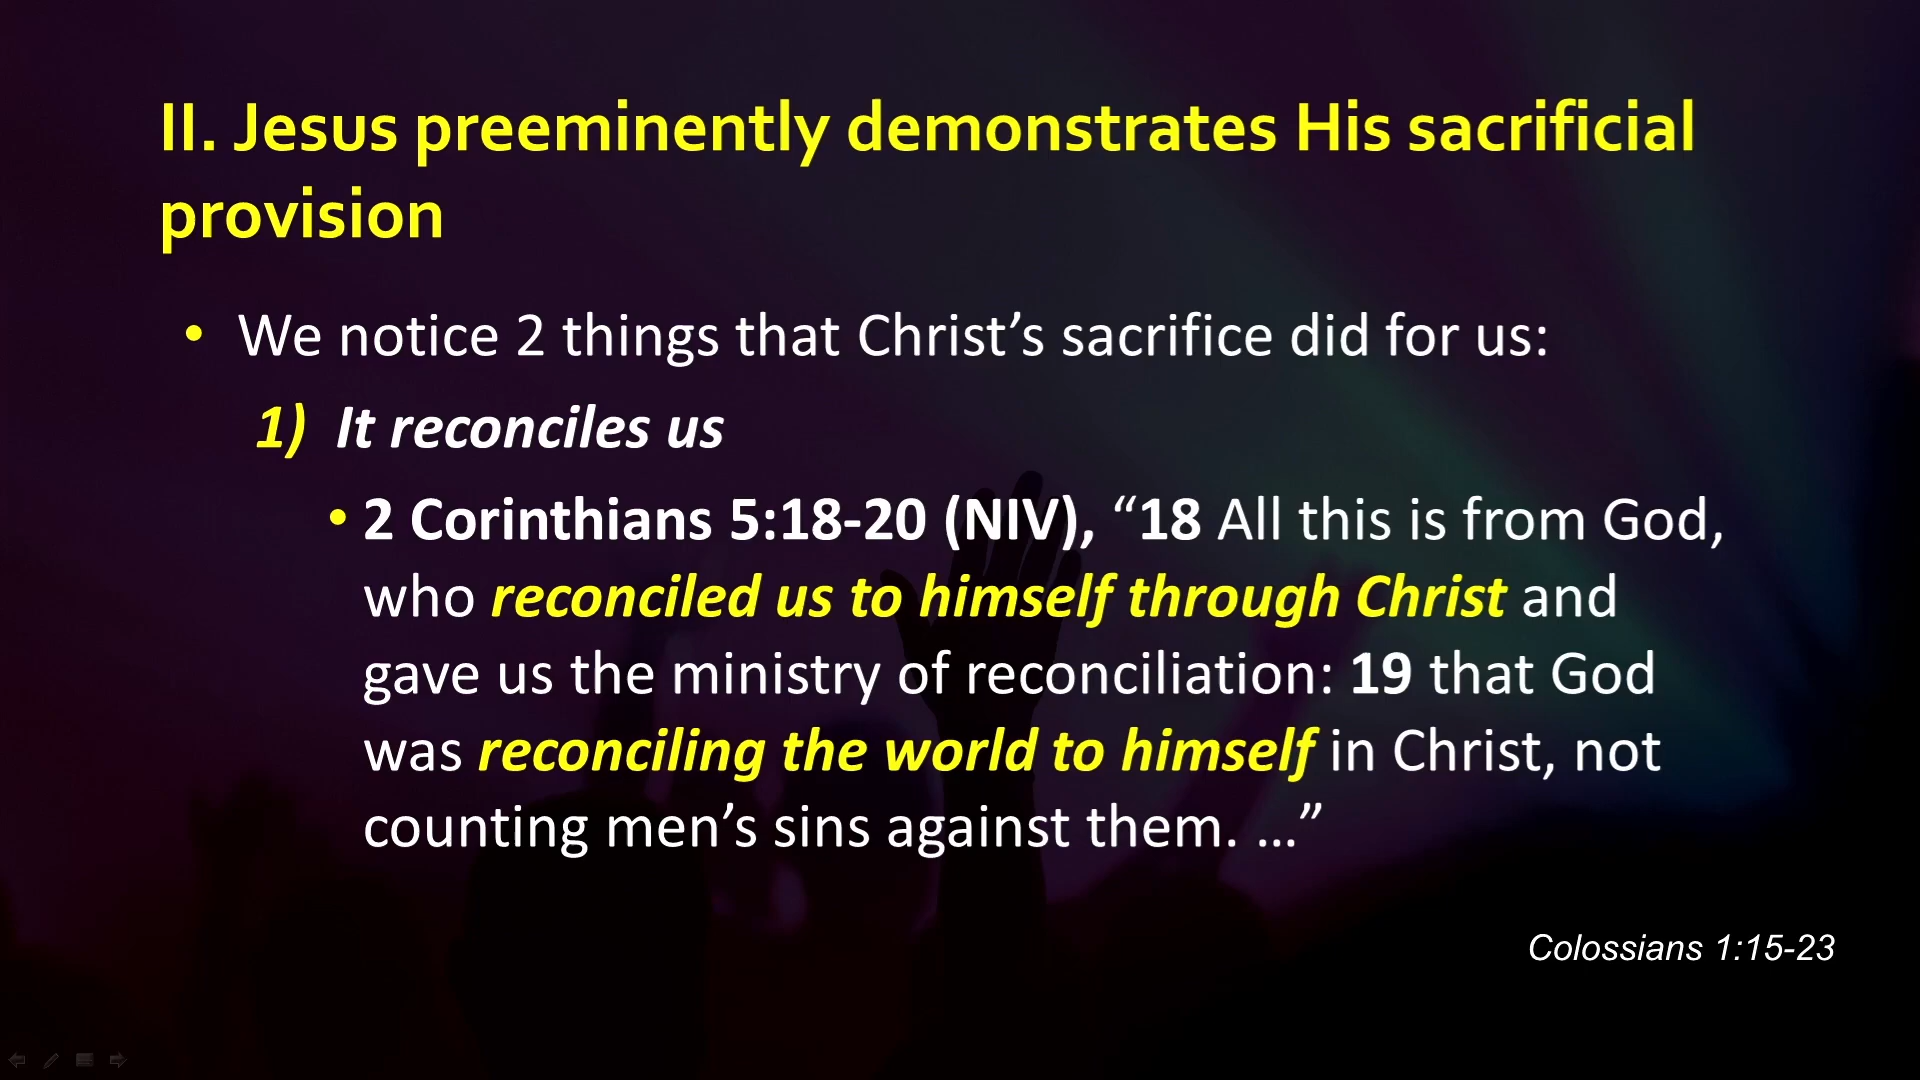 II. Jesus preeminently demonstrates His sacrificial
provision
• We notice 2 things that Christ’s sacrifice did for us:
1) It reconciles us
• 2 Corinthians 5:18-20 (NIV), “18 All this is from God,
who reconciled us to himself through Christ and
gave us the ministry of reconciliation: 19 that God
was reconciling the world to himself in Christ, not
counting men’s sins against them. …”
Colossians 1:15-23